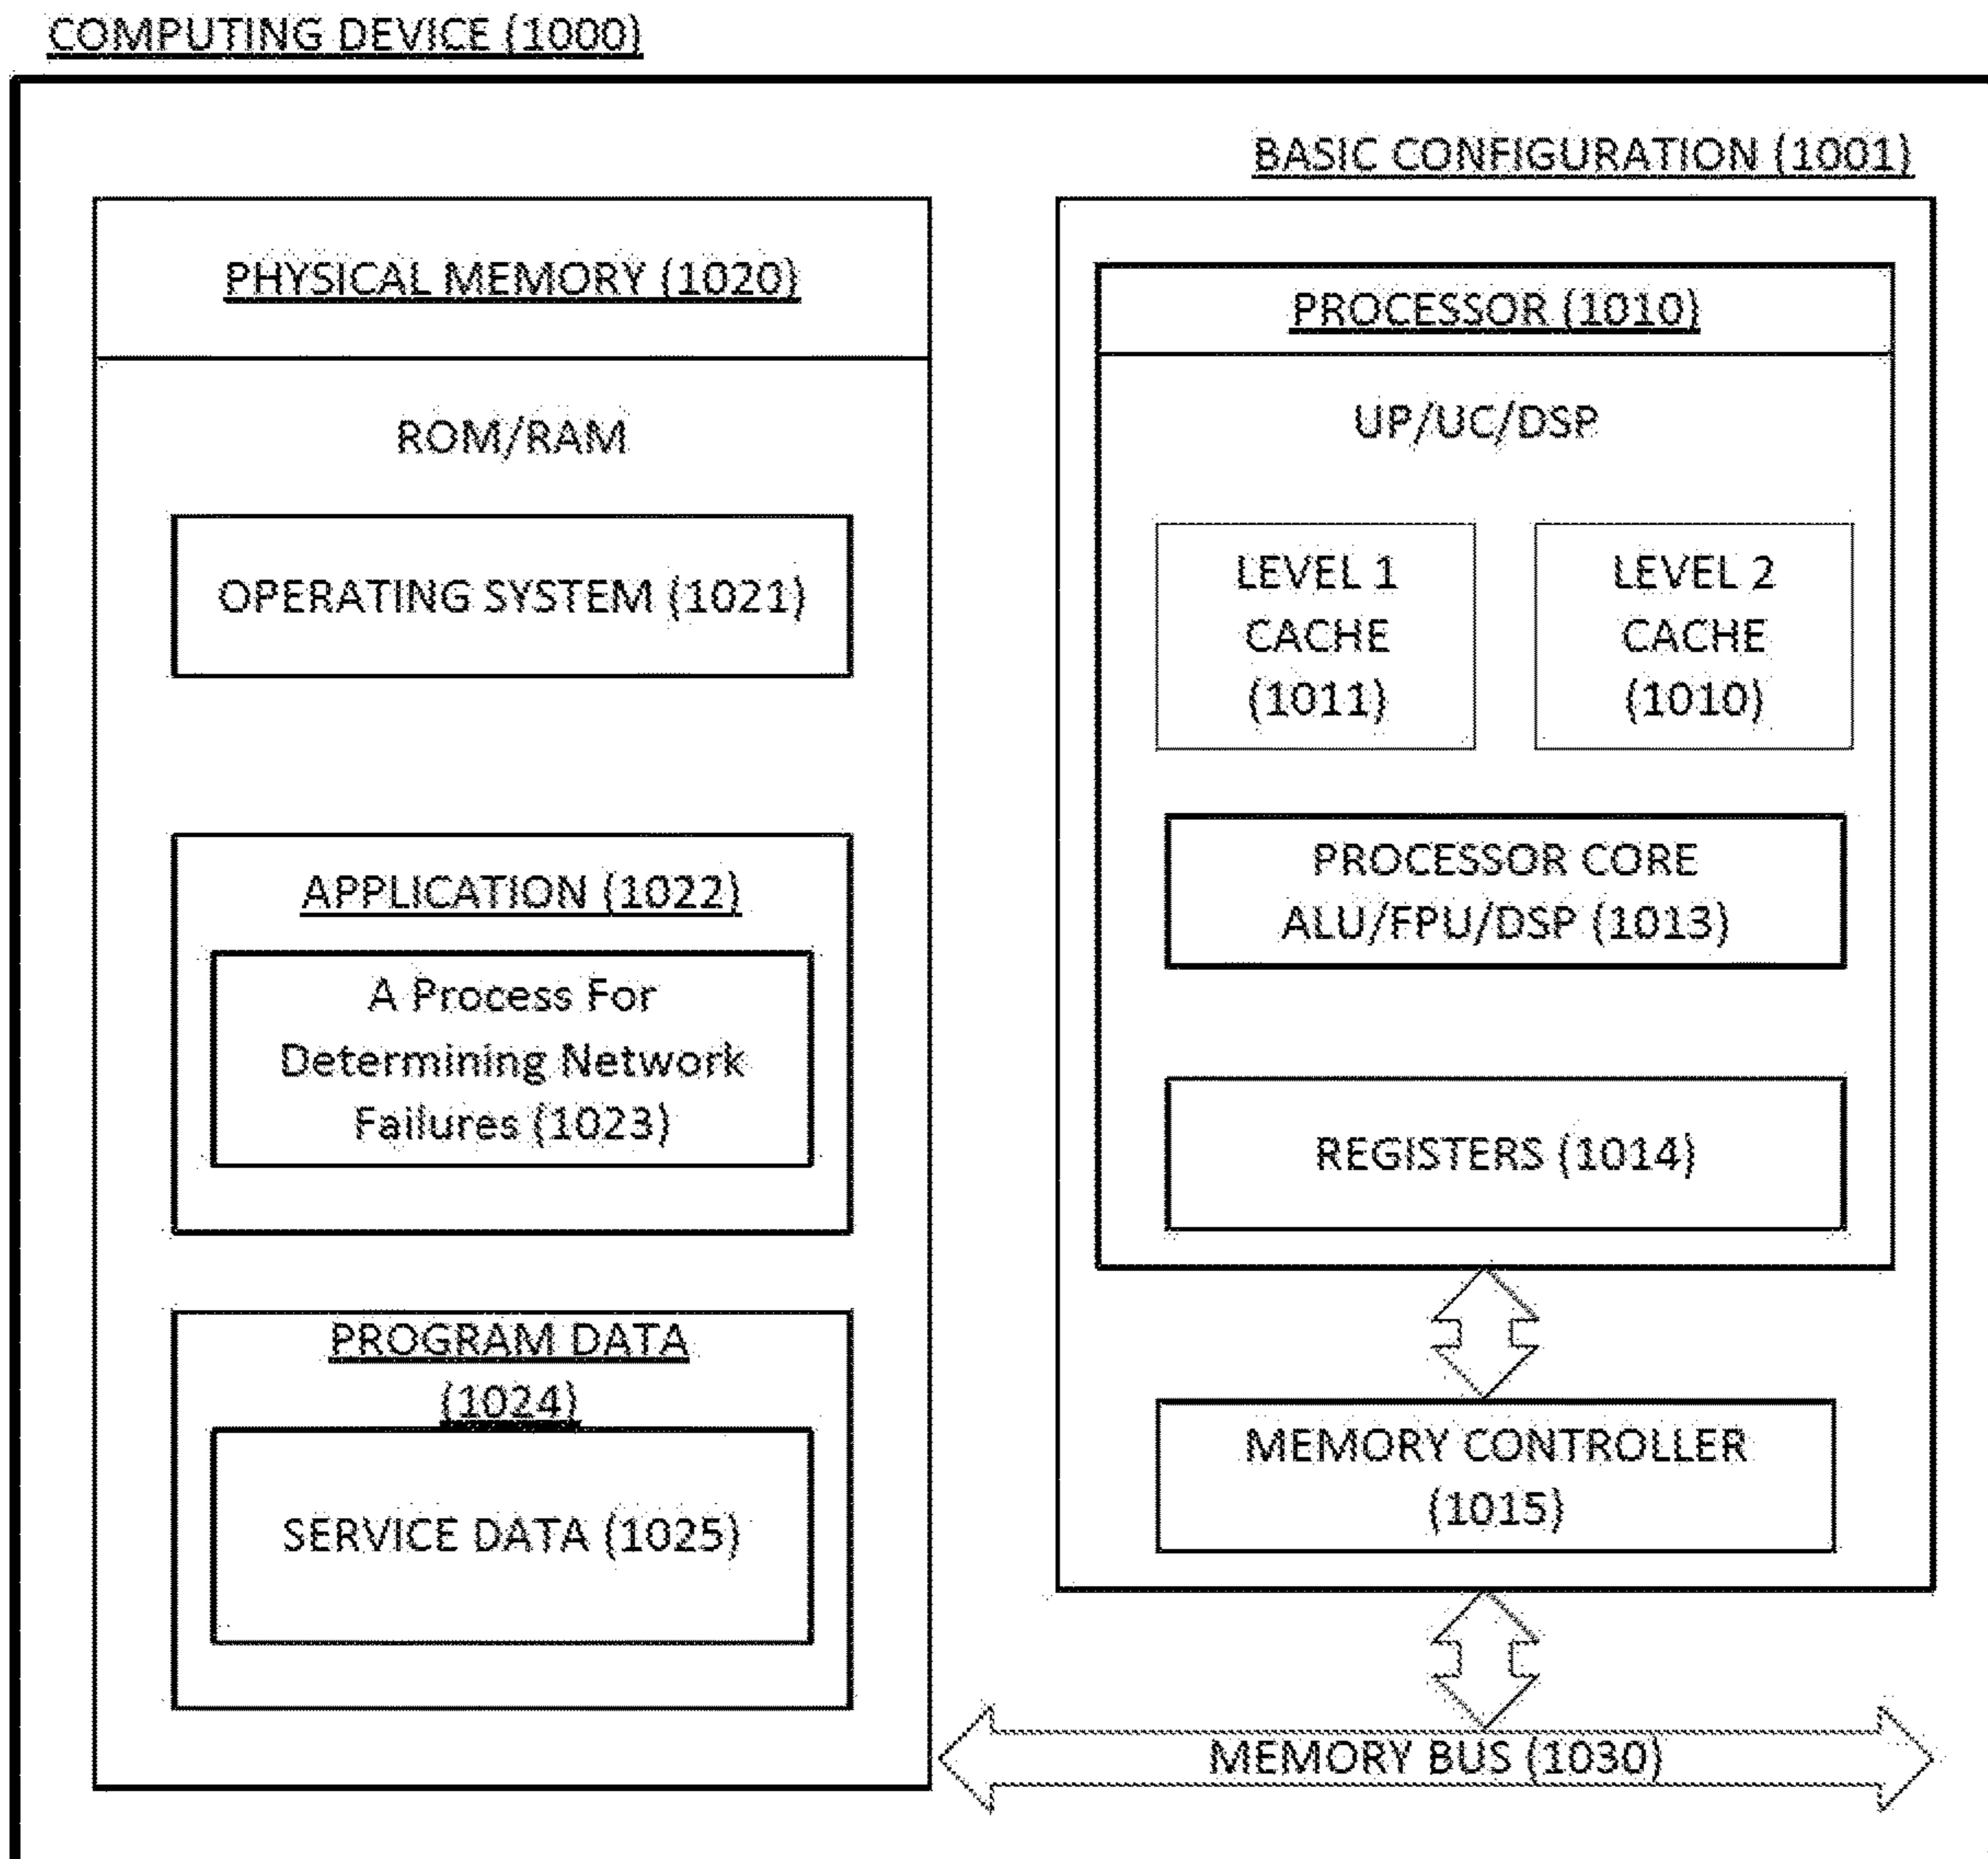 COMPUTING DEVICE (1000)
BASIC CONFIGURATION (1001)
PHYSICAL MEMORY (1020)
ROM/RAM
OPERATING SYSTEM (1021)
APPLICATION (1022)
A Process For
Determining Network
Failures (1023)
PROGRAM DATA
(1024)
SERVICE DATA (1025)
PROCESSOR (1010)
UP/UC/DSP
LEVEL 1
CACHE
(1011)
LEVEL 2
CACHE
(1010)
PROCESSOR CORE
ALU/FPU/DSP (1013)
REGISTERS (1014)
MEMORY CONTROLLER
(1015)
MEMORY BUS (1030)